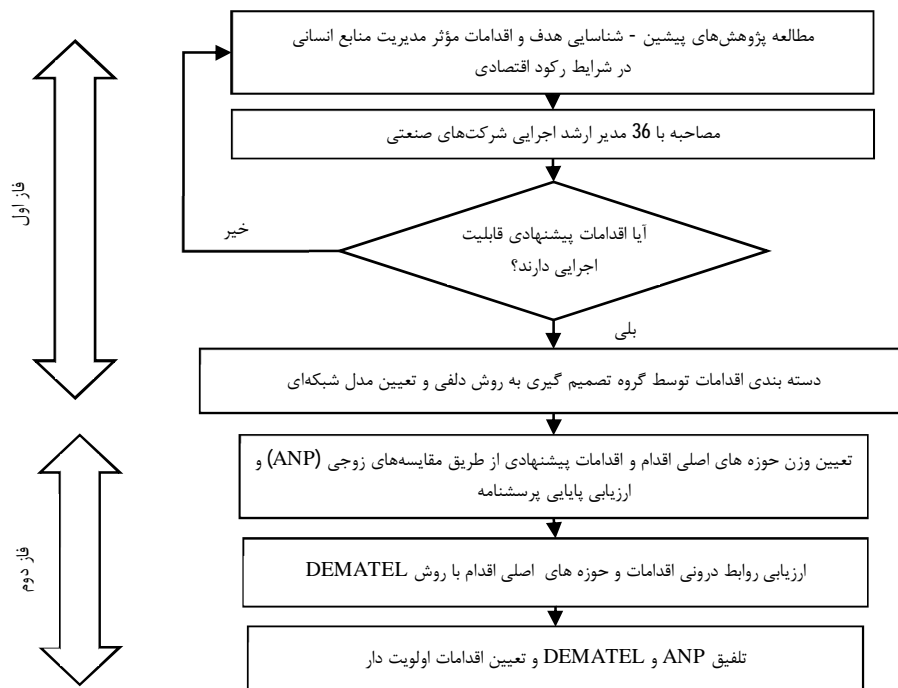 مطالعه پژوهش‌های پیشین - شناسایی هدف و اقدامات مؤثر مدیریت منابع انسانی
در شرایط رکود اقتصادی
مصاحبه با 36 مدیر ارشد اجرایی شرکت‌های صنعتی
فاز اول
آیا اقدامات پیشنهادی قابلیت
اجرایی دارند؟
خیر
بلی
دسته بندی اقدامات توسط گروه تصمیم گیری به روش دلفی و تعیین مدل شبکه‌ای
تعیین وزن حوزه های اصلی اقدام و اقدامات پیشنهادی از طریق مقایسه‌های زوجی (ANP) و
ارزیابی پایایی پرسشنامه
فاز دوم
ارزیابی روابط درونی اقدامات و حوزه های اصلی اقدام با روش DEMATEL
تلفیق ANP و DEMATEL و تعیین اقدامات اولویت دار